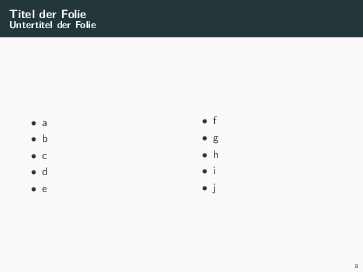 Titel der Folie
Untertitel der Folie
• a
• b
• c
• d
• e
• f
• g
• h
• i
• j
8